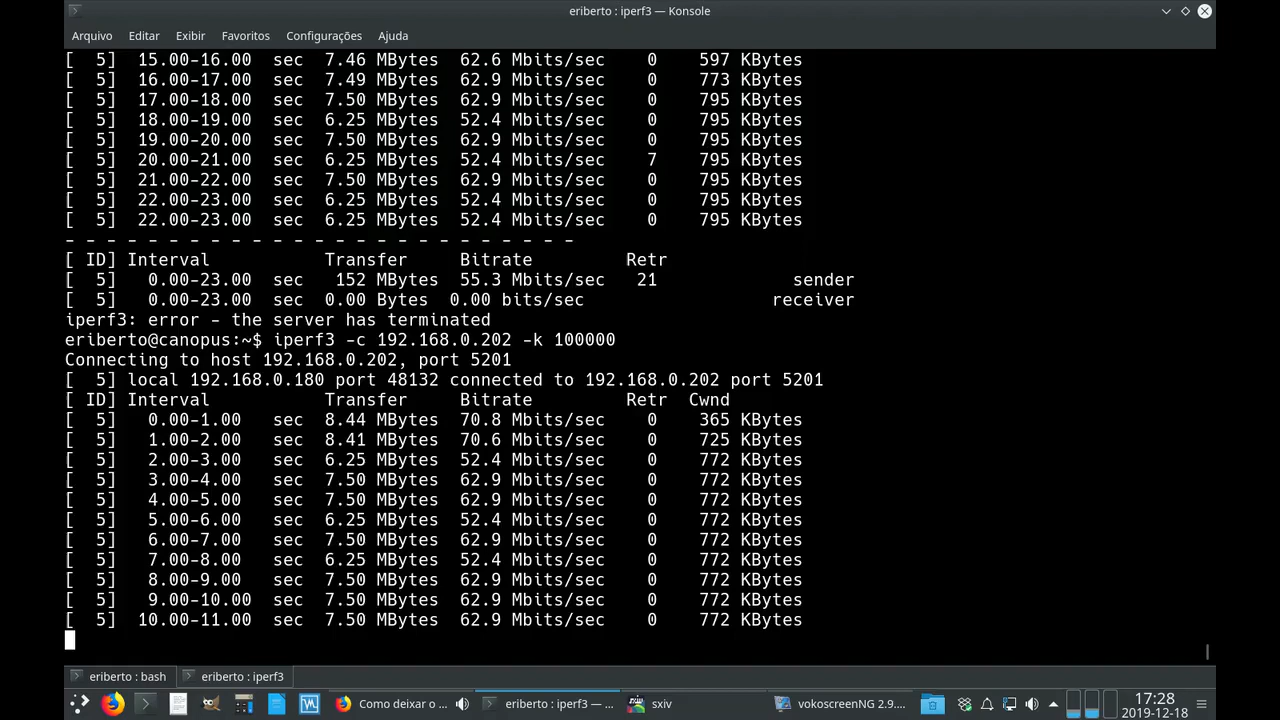 eriberto : iperf3 — Konsole
Arquivo Editar Exibir Favoritos Configurações Ajuda
[  5]  15.00-16.00  sec  7.46 MBytes  62.6 Mbits/sec    0    597 KBytes
[  5]  16.00-17.00  sec  7.49 MBytes  62.9 Mbits/sec    0    773 KBytes
[  5]  17.00-18.00  sec  7.50 MBytes  62.9 Mbits/sec    0    795 KBytes
[  5]  18.00-19.00  sec  6.25 MBytes  52.4 Mbits/sec    0    795 KBytes
[  5]  19.00-20.00  sec  7.50 MBytes  62.9 Mbits/sec    0    795 KBytes
[  5]  20.00-21.00  sec  6.25 MBytes  52.4 Mbits/sec    7    795 KBytes
[  5]  21.00-22.00  sec  7.50 MBytes  62.9 Mbits/sec    0    795 KBytes
[  5]  22.00-23.00  sec  6.25 MBytes  52.4 Mbits/sec    0    795 KBytes
[  5]  22.00-23.00  sec  6.25 MBytes  52.4 Mbits/sec    0    795 KBytes
- - - - - - - - - - - - - - - - - - - - - - - - -
[ ID] Interval           Transfer     Bitrate         Retr
[  5]   0.00-23.00  sec   152 MBytes  55.3 Mbits/sec   21             sender
[  5]   0.00-23.00  sec  0.00 Bytes  0.00 bits/sec                  receiver
iperf3: error - the server has terminated
eriberto@canopus:~$ iperf3 -c 192.168.0.202 -k 100000
Connecting to host 192.168.0.202, port 5201
[  5] local 192.168.0.180 port 48132 connected to 192.168.0.202 port 5201
[ ID] Interval           Transfer     Bitrate         Retr  Cwnd
[  5]   0.00-1.00   sec  8.44 MBytes  70.8 Mbits/sec    0    365 KBytes
[  5]   1.00-2.00   sec  8.41 MBytes  70.6 Mbits/sec    0    725 KBytes
[  5]   2.00-3.00   sec  6.25 MBytes  52.4 Mbits/sec    0    772 KBytes
[  5]   3.00-4.00   sec  7.50 MBytes  62.9 Mbits/sec    0    772 KBytes
[  5]   4.00-5.00   sec  7.50 MBytes  62.9 Mbits/sec    0    772 KBytes
[  5]   5.00-6.00   sec  6.25 MBytes  52.4 Mbits/sec    0    772 KBytes
[  5]   6.00-7.00   sec  7.50 MBytes  62.9 Mbits/sec    0    772 KBytes
[  5]   7.00-8.00   sec  6.25 MBytes  52.4 Mbits/sec    0    772 KBytes
[  5]   8.00-9.00   sec  7.50 MBytes  62.9 Mbits/sec    0    772 KBytes
[  5]   9.00-10.00  sec  7.50 MBytes  62.9 Mbits/sec    0    772 KBytes
[  5]  10.00-11.00  sec  7.50 MBytes  62.9 Mbits/sec    0    772 KBytes
eriberto : bash eriberto : iperf3
Como deixar o ... eriberto : iperf3 — ... sxiv vokoscreenNG 2.9.... 17:28
2019-12-18